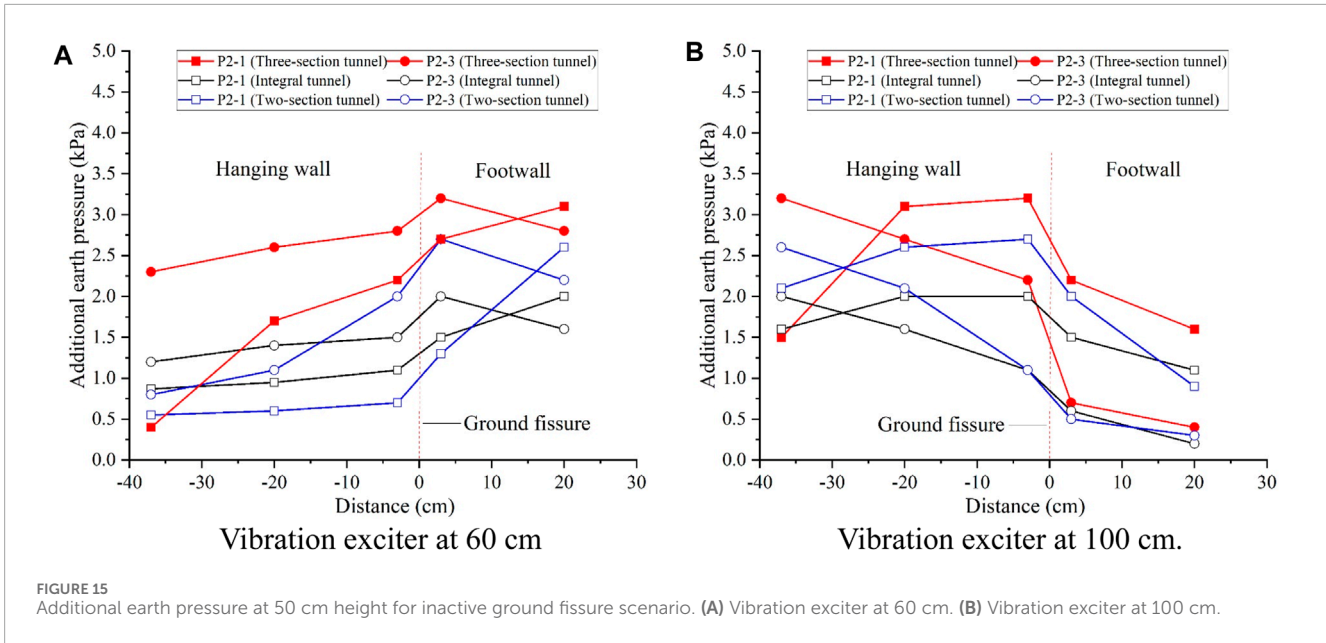 A
P2-1 (Three-section tunnel) P2-3 (Three-section tunnel)
P2-1 (Integral tunnel) P2-3 (Integral tunnel)
P2-1 (Two-section tunnel) P2-3 (Two-section tunnel)
5.0
4.5
4.0
3.5
3.0
2.5
2.0
1.5
1.0
0.5
0.0
Additional earth pressure (kPa)
Hanging wall
Footwall
Ground fissure
-40 -30 -20 -10 0 10 20 30
Distance (cm)
Vibration exciter at 60 cm
B
P2-1 (Three-section tunnel) P2-3 (Three-section tunnel)
P2-1 (Integral tunnel) P2-3 (Integral tunnel)
P2-1 (Two-section tunnel) P2-3 (Two-section tunnel)
5.0
4.5
4.0
3.5
3.0
2.5
2.0
1.5
1.0
0.5
0.0
Additional earth pressure (kPa)
Hanging wall
Footwall
Ground fissure
-40 -30 -20 -10 0 10 20 30
Distance (cm)
Vibration exciter at 100 cm.
FIGURE 15
Additional earth pressure at 50 cm height for inactive ground fissure scenario. (A) Vibration exciter at 60 cm. (B) Vibration exciter at 100 cm.